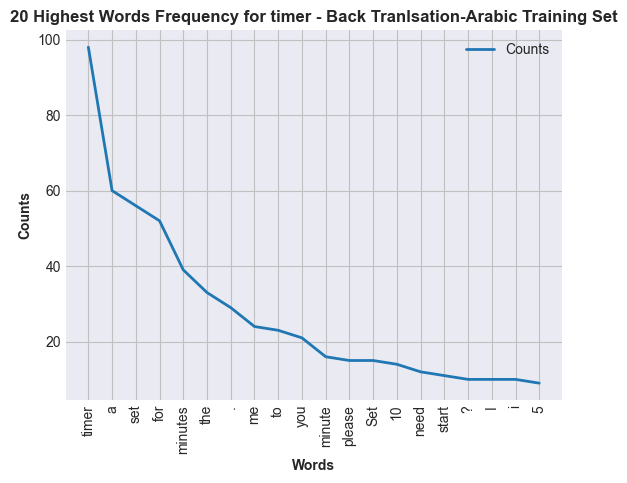 20 Highest Words Frequency for timer - Back Tranlsation-Arabic Training Set
Counts
Counts
100
80
60
40
20
timer
a
set
for
minutes
the
.
me
to
you
minute
please
Set
10
need
start
?
I
i
5
Words